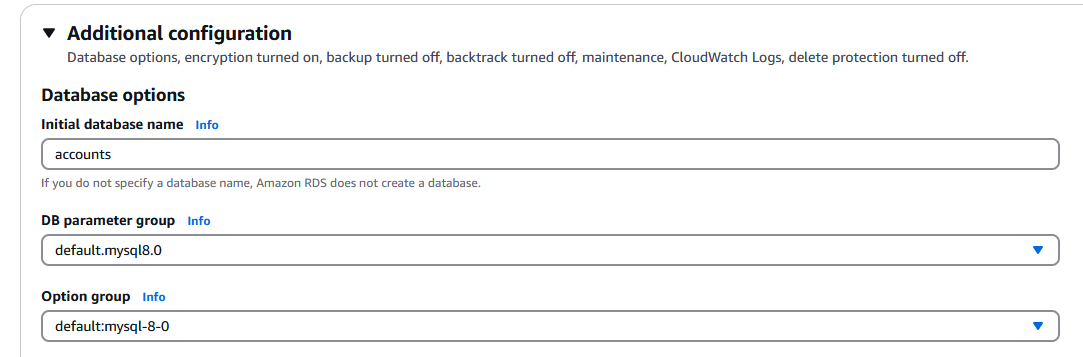 Additional configuration
Database options, encryption turned on, backup turned off, backtrack turned off, maintenance, CloudWatch Logs, delete protection turned off.
Database options
Initial database name Info
accounts
If you do not specify a database name, Amazon RDS does not create a database.
DB parameter group Info
default.mysql8.0
Option group Info
default:mysql-8-0